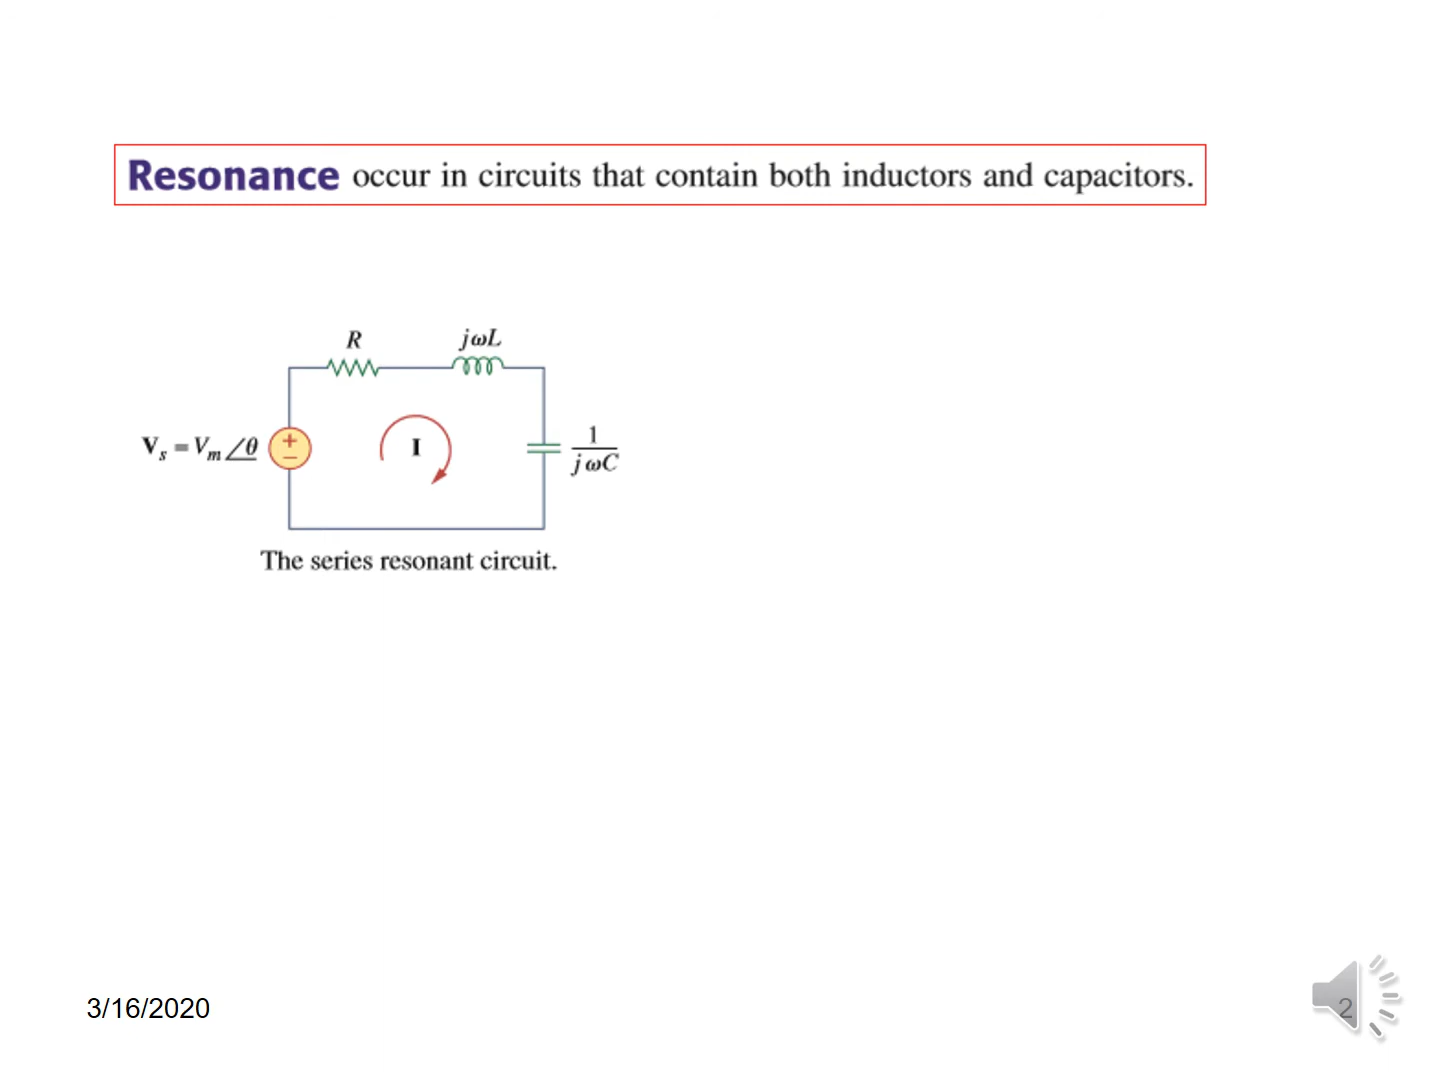 Resonance occur in circuits that contain both inductors and capacitors.
R
jωL
Vs = Vm∠θ
+
−
I
1
jωC
The series resonant circuit.
3/16/2020
2